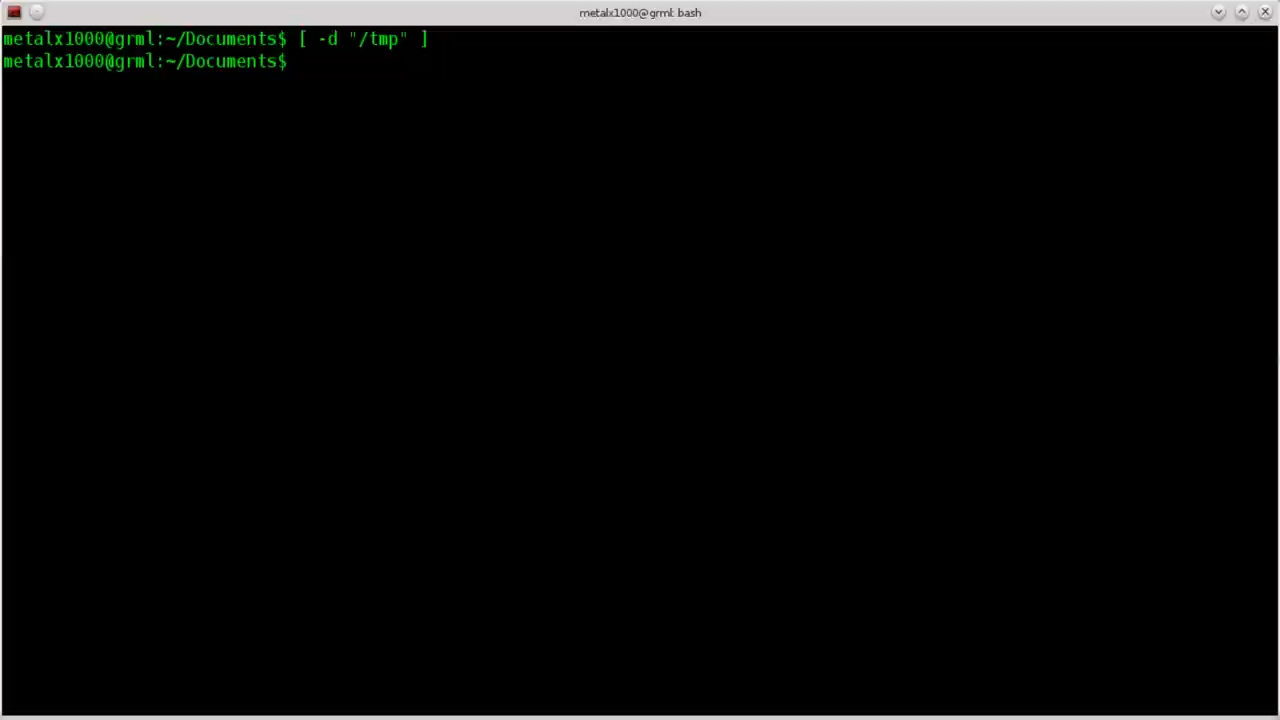 metalx1000@grml: bash
metalx1000@grml:~/Documents$ [ -d "/tmp" ]
metalx1000@grml:~/Documents$